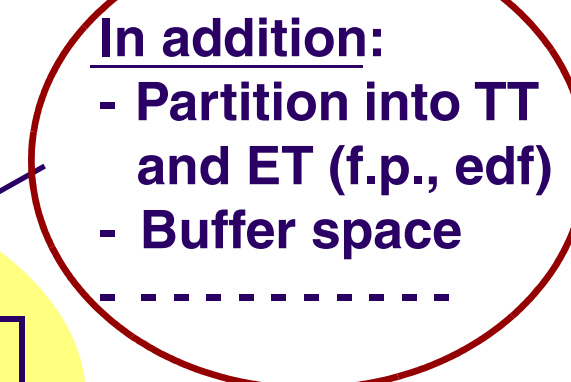 In addition:
- Partition into TT
and ET (f.p., edf)
- Buffer space
- - - - - - - - - - -